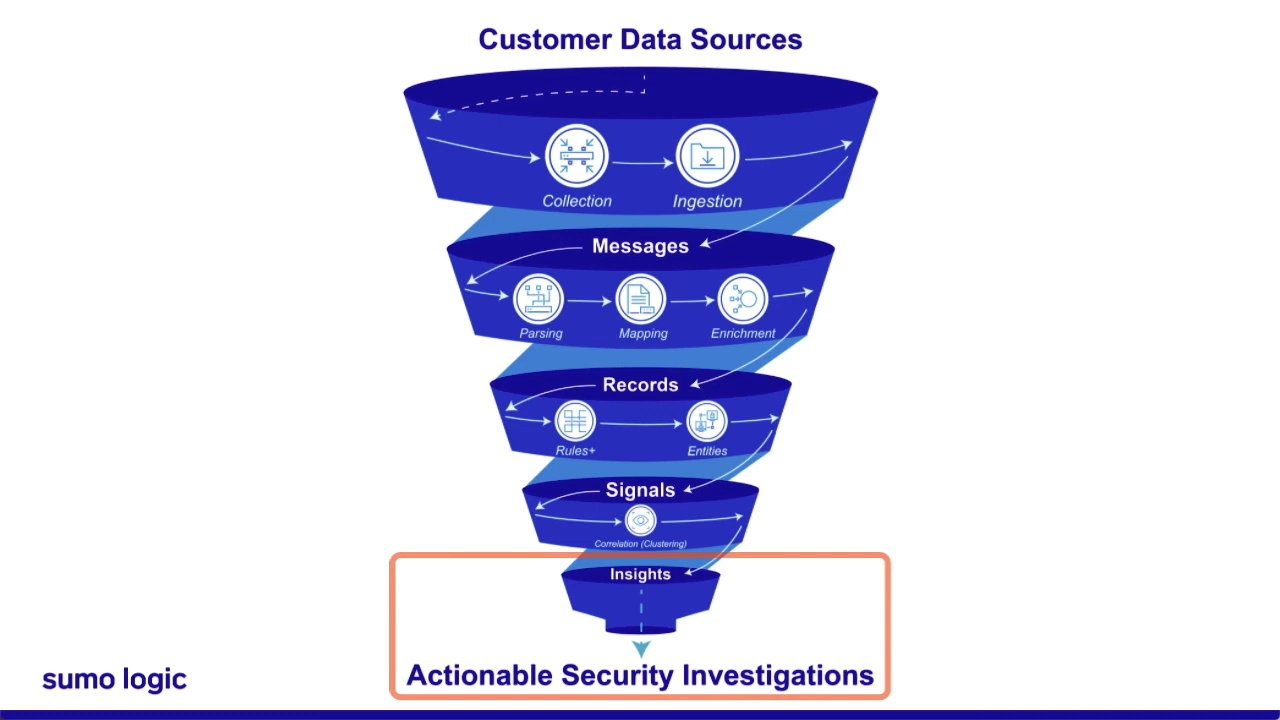 Customer Data Sources
Collection
Ingestion
Messages
Parsing
Mapping
Enrichment
Records
Rules+
Entities
Signals
Correlation (Clustering)
Insights
Actionable Security Investigations
sumo logic